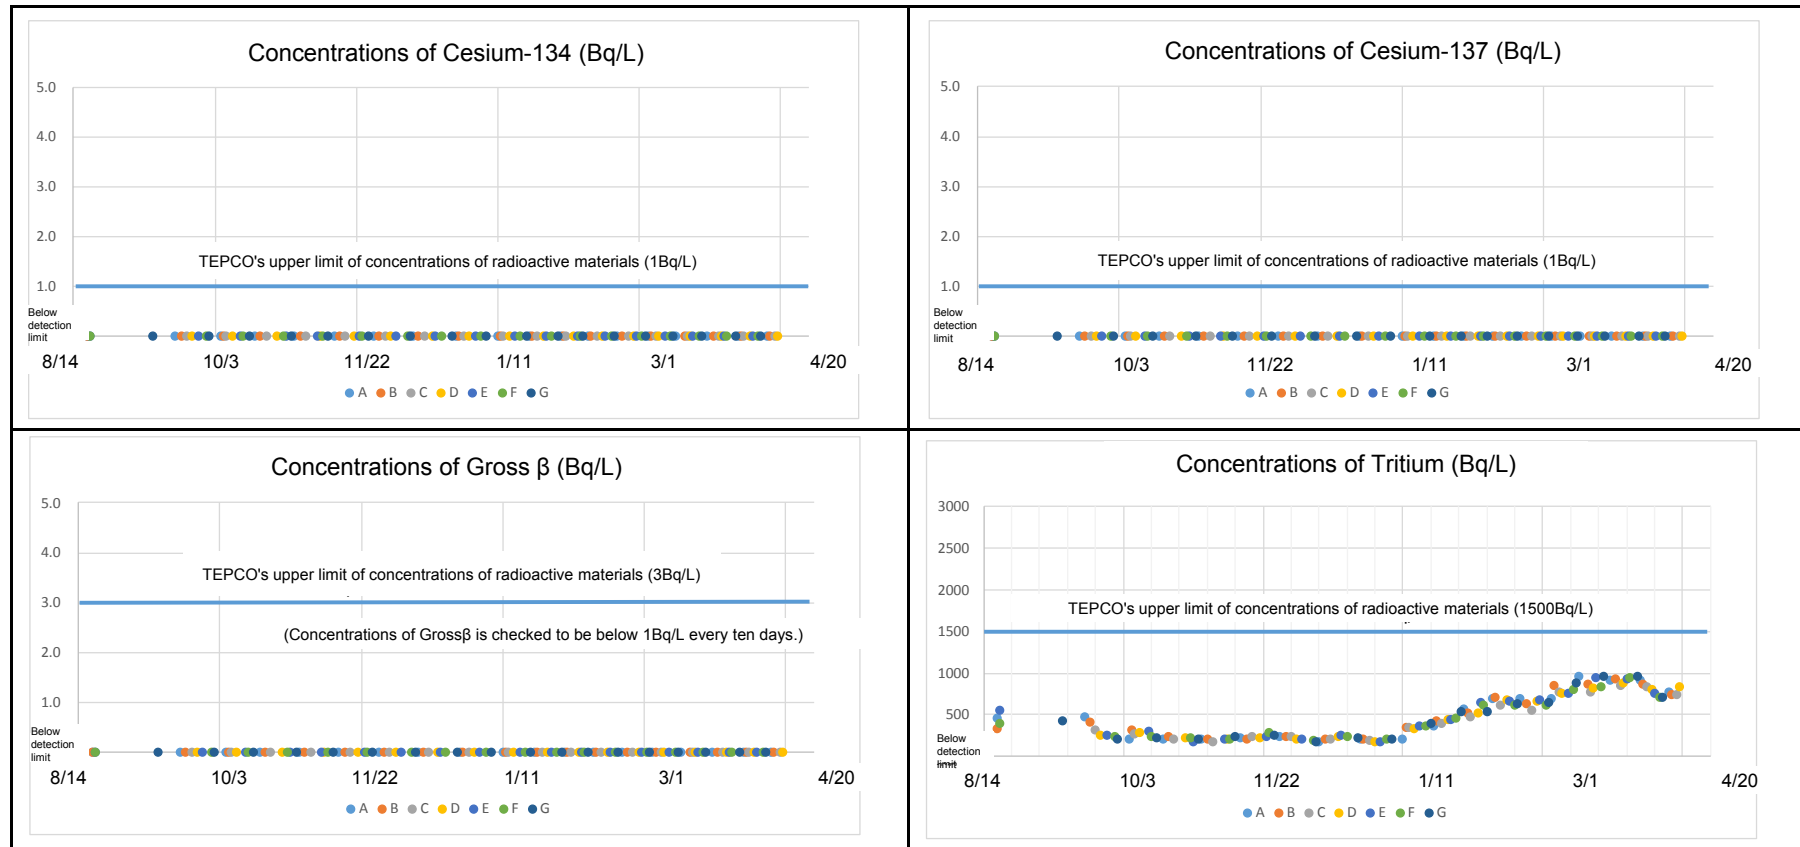 Concentrations of Cesium-134 (Bq/L)
5.0
4.0
3.0
2.0
TEPCO's upper limit of concentrations of radioactive materials (1Bq/L)
1.0
Below
detection
limit
8/14 10/3 11/22 1/11 3/1 4/20
A B C D E F G
Concentrations of Cesium-137 (Bq/L)
5.0
4.0
3.0
2.0
TEPCO's upper limit of concentrations of radioactive materials (1Bq/L)
1.0
Below
detection
limit
8/14 10/3 11/22 1/11 3/1 4/20
A B C D E F G
Concentrations of Gross β (Bq/L)
5.0
4.0
TEPCO's upper limit of concentrations of radioactive materials (3Bq/L)
3.0
(Concentrations of Grossβ is checked to be below 1Bq/L every ten days.)
2.0
1.0
Below
detection
limit
8/14 10/3 11/22 1/11 3/1 4/20
A B C D E F G
Concentrations of Tritium (Bq/L)
3000
2500
2000
TEPCO's upper limit of concentrations of radioactive materials (1500Bq/L)
1500
1000
500
Below
detection
limit
8/14 10/3 11/22 1/11 3/1 4/20
A B C D E F G